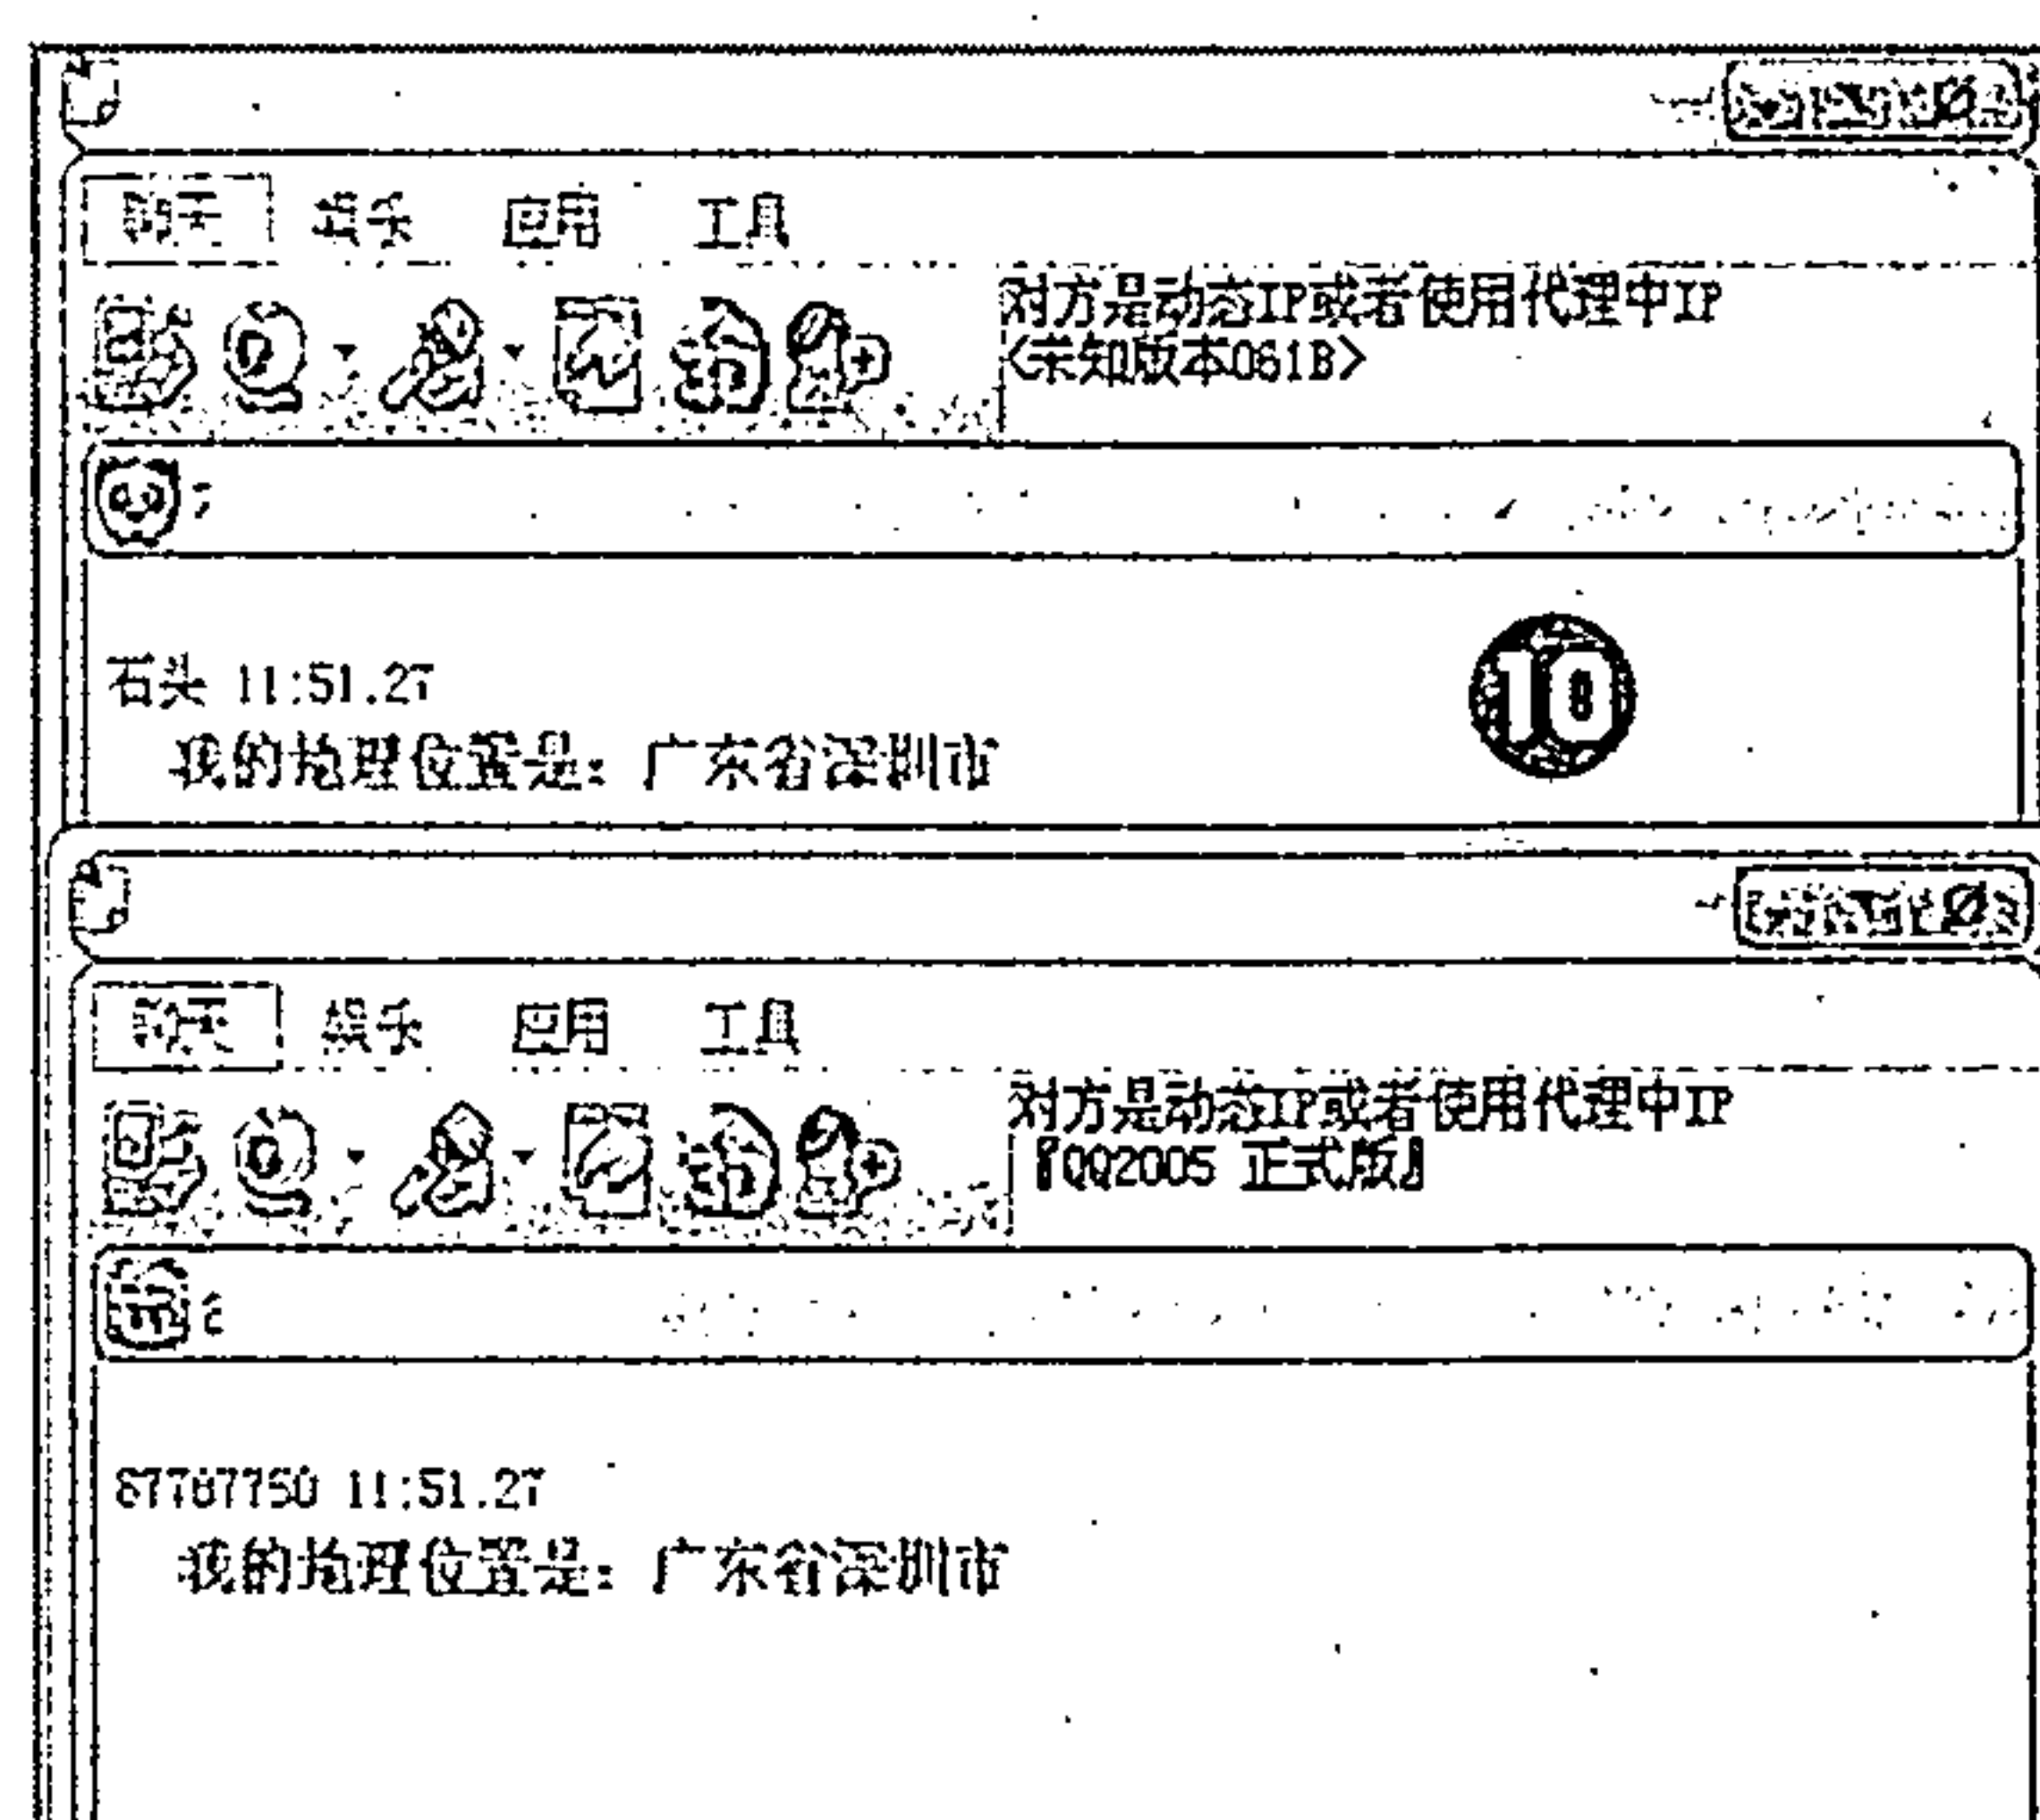 聊天 娱乐 应用 工具
对方是动态IP或者使用代理中IP
<未知版本061B>
石头 11:51.27
10
我的地理位置是：广东省深圳市
聊天 娱乐 应用 工具
对方是动态IP或者使用代理中IP
『QQ2005 正式版』
87787750 11:51.27
我的地理位置是：广东省深圳市